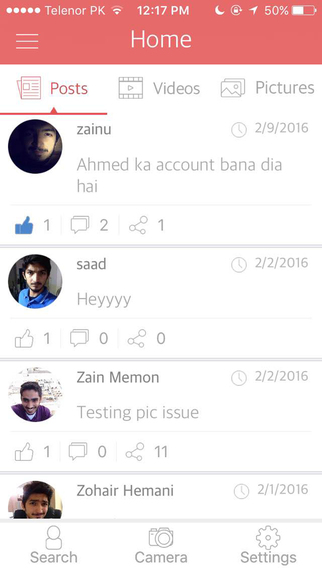 Telenor PK 12:17 PM 50%
Home
Posts Videos Pictures
zainu 2/9/2016
Ahmed ka account bana dia
hai
1 2 1
saad 2/2/2016
Heyyyy
1 0 0
Zain Memon 2/2/2016
Testing pic issue
1 0 11
Zohair Hemani 2/1/2016
Search Camera Settings